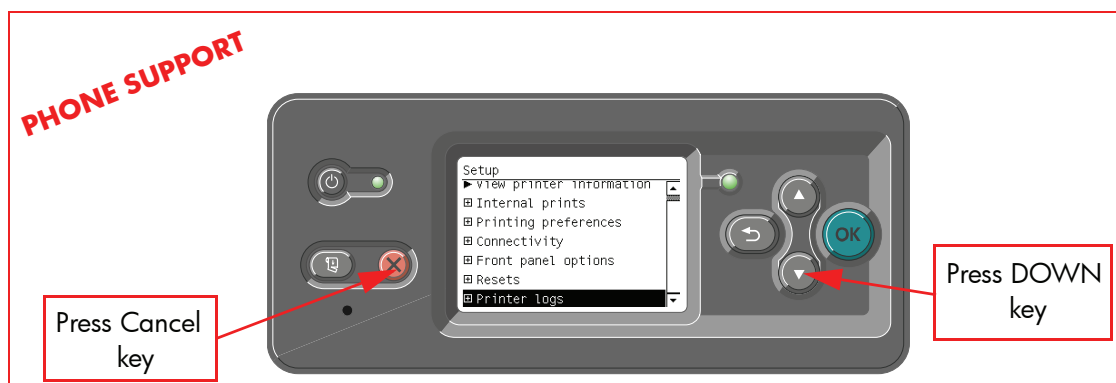 PHONE SUPPORT
Setup
View printer information
Internal prints
Printing preferences
Connectivity
Front panel options
Resets
Printer logs
OK
Press Cancel
key
Press DOWN
key